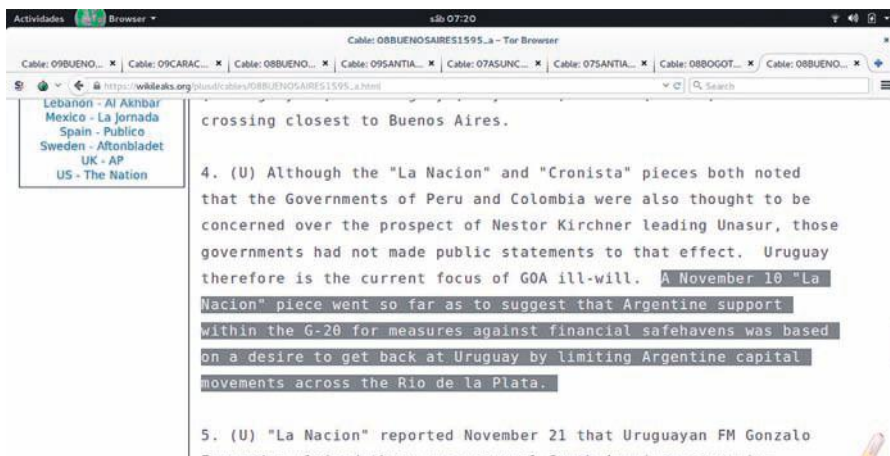 Actividades Browser sáb 07:20
Cable: 08BUENOSAIRES1595_a – Tor Browser
Cable: 09BUENO... Cable: 09CARAC... Cable: 08BUENO... Cable: 09SANTIA... Cable: 07ASUNC... Cable: 07SANTIA... Cable: 08BOGOT... Cable: 08BUENO...
https://wikileaks.org/plusd/cables/08BUENOSAIRES1595_a.html Search
Lebanon - Al Akhbar
Mexico - La Jornada
Spain - Publico
Sweden - Aftonbladet
UK - AP
US - The Nation
crossing closest to Buenos Aires.
4. (U) Although the "La Nacion" and "Cronista" pieces both noted
that the Governments of Peru and Colombia were also thought to be
concerned over the prospect of Nestor Kirchner leading Unasur, those
governments had not made public statements to that effect. Uruguay
therefore is the current focus of GOA ill-will. A November 10 "La
Nacion" piece went so far as to suggest that Argentine support
within the G-20 for measures against financial safehavens was based
on a desire to get back at Uruguay by limiting Argentine capital
movements across the Rio de la Plata.
5. (U) "La Nacion" reported November 21 that Uruguayan FM Gonzalo